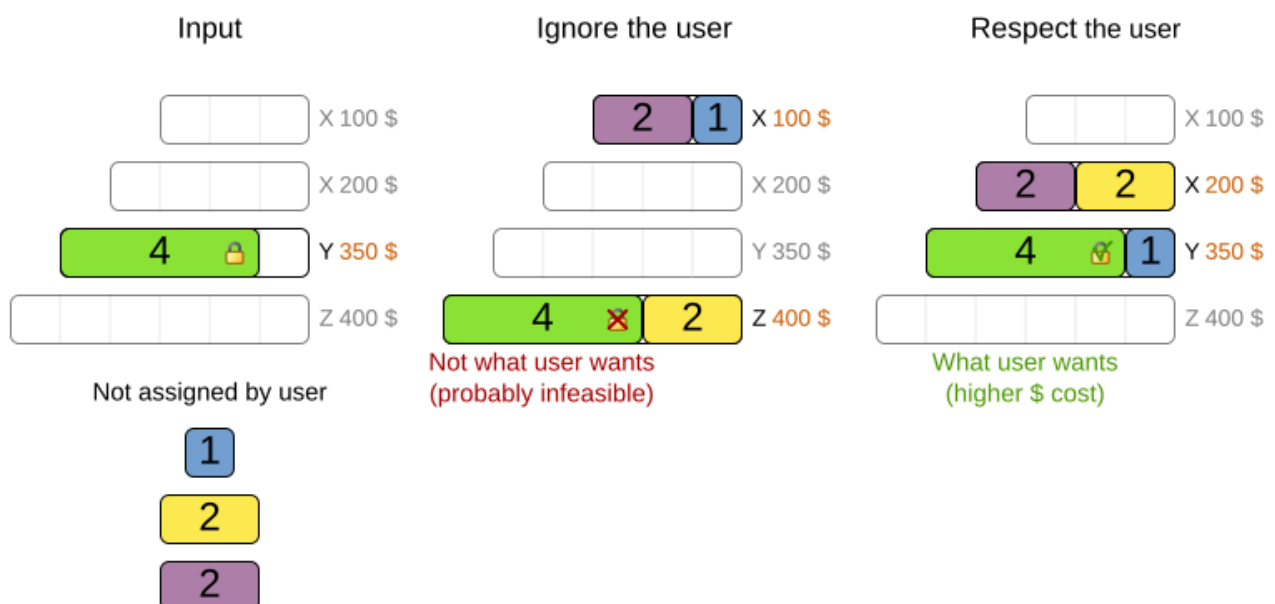 Input
X 100 $
X 200 $
4 Y 350 $
Z 400 $
Not assigned by user
1
2
2
Ignore the user
2 1 X 100 $
X 200 $
Y 350 $
4 2 Z 400 $
Not what user wants
(probably infeasible)
Respect the user
X 100 $
2 2 X 200 $
4 1 Y 350 $
Z 400 $
What user wants
(higher $ cost)